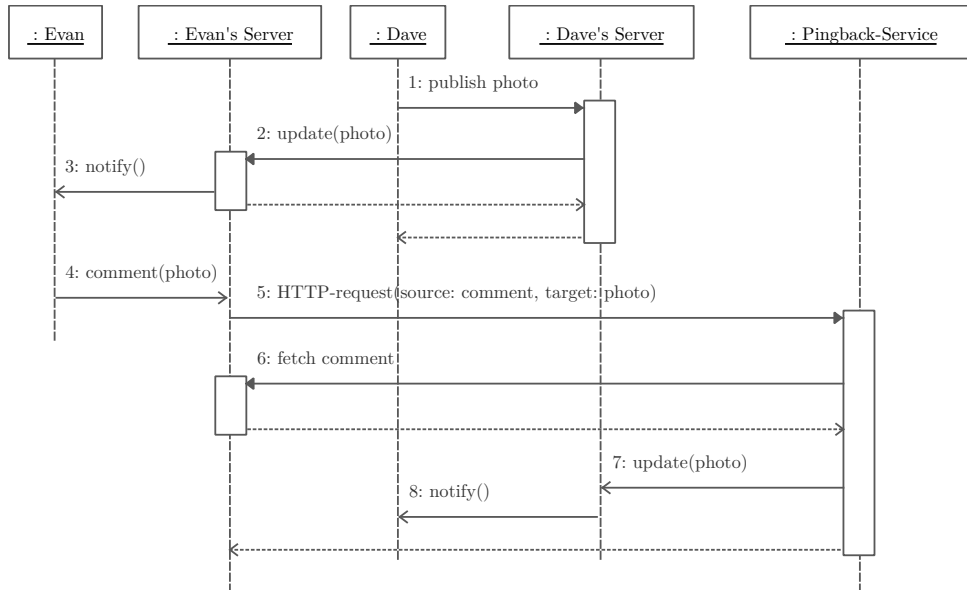 : Evan
: Evan's Server
: Dave
: Dave's Server
: Pingback-Service
1: publish photo
2: update(photo)
3: notify()
4: comment(photo)
5: HTTP-request(source: comment, target: photo)
6: fetch comment
7: update(photo)
8: notify()